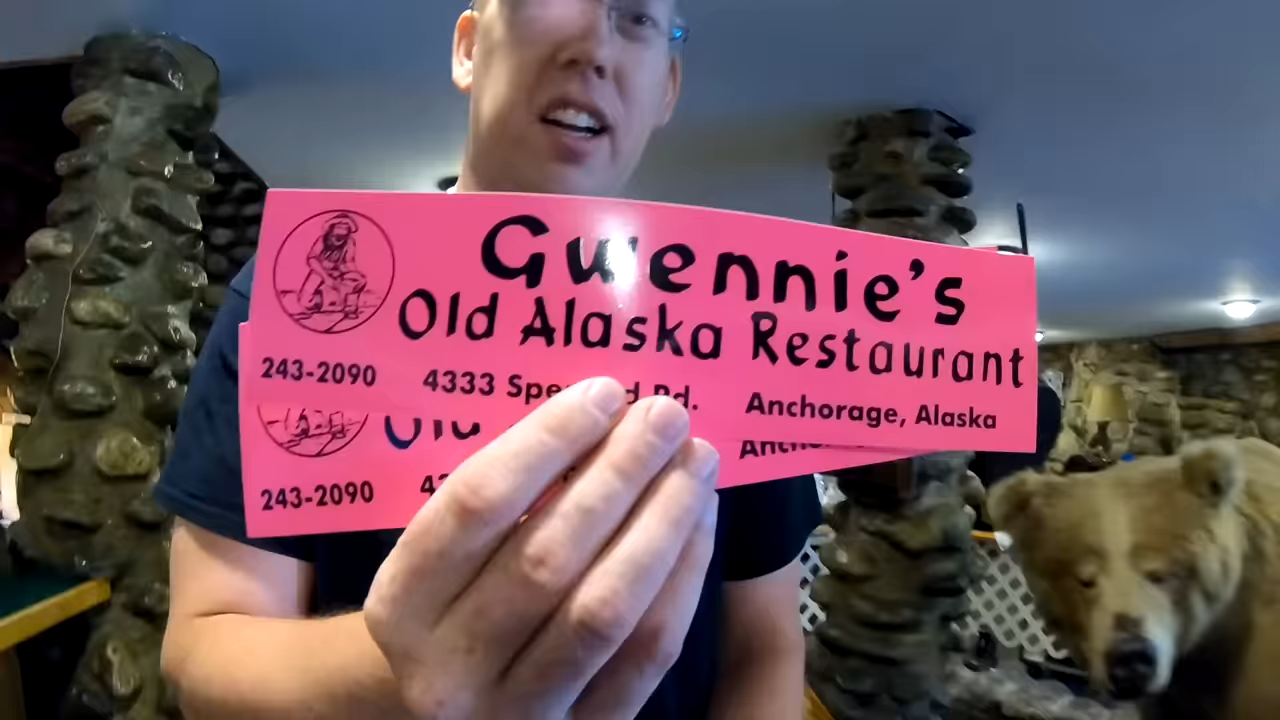 Gwennie's
Old Alaska Restaurant
243-2090 4333 Rd. Anchorage, Alaska
243-2090